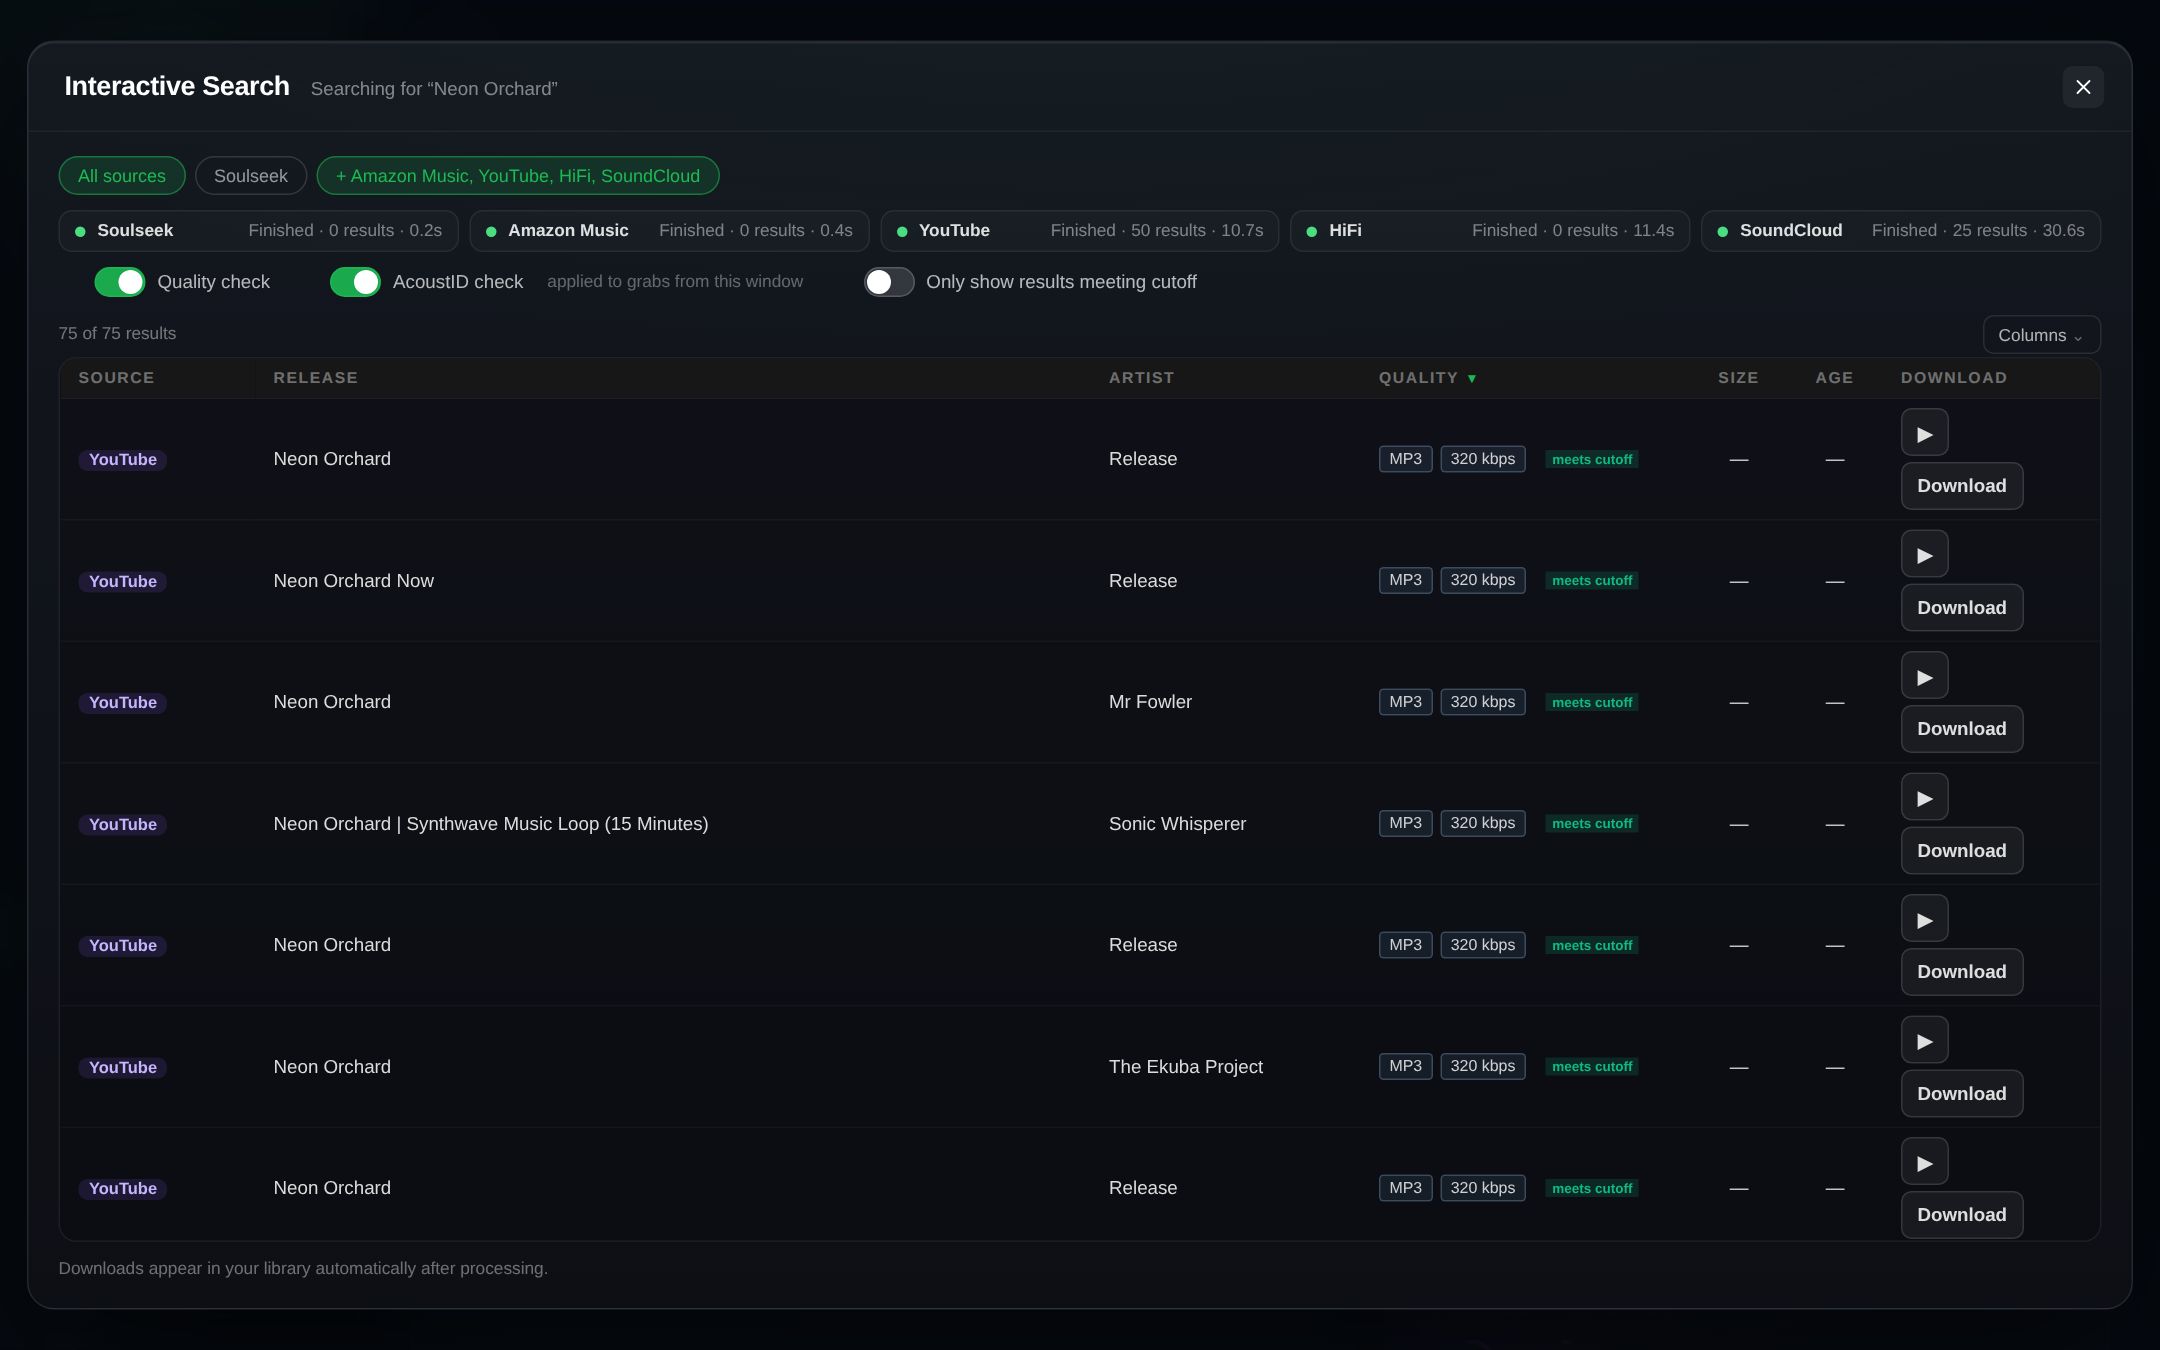 Interactive Search Searching for “Neon Orchard”
All sources Soulseek + Amazon Music, YouTube, HiFi, SoundCloud
Soulseek Finished · 0 results · 0.2s Amazon Music Finished · 0 results · 0.4s YouTube Finished · 50 results · 10.7s HiFi Finished · 0 results · 11.4s SoundCloud Finished · 25 results · 30.6s
Quality check AcoustID check applied to grabs from this window Only show results meeting cutoff
75 of 75 results Columns
SOURCE RELEASE ARTIST QUALITY ▼ SIZE AGE DOWNLOAD
YouTube Neon Orchard Release MP3 320 kbps meets cutoff — — ▶
Download
YouTube Neon Orchard Now Release MP3 320 kbps meets cutoff — — ▶
Download
YouTube Neon Orchard Mr Fowler MP3 320 kbps meets cutoff — — ▶
Download
YouTube Neon Orchard | Synthwave Music Loop (15 Minutes) Sonic Whisperer MP3 320 kbps meets cutoff — — ▶
Download
YouTube Neon Orchard Release MP3 320 kbps meets cutoff — — ▶
Download
YouTube Neon Orchard The Ekuba Project MP3 320 kbps meets cutoff — — ▶
Download
YouTube Neon Orchard Release MP3 320 kbps meets cutoff — — ▶
Download
Downloads appear in your library automatically after processing.